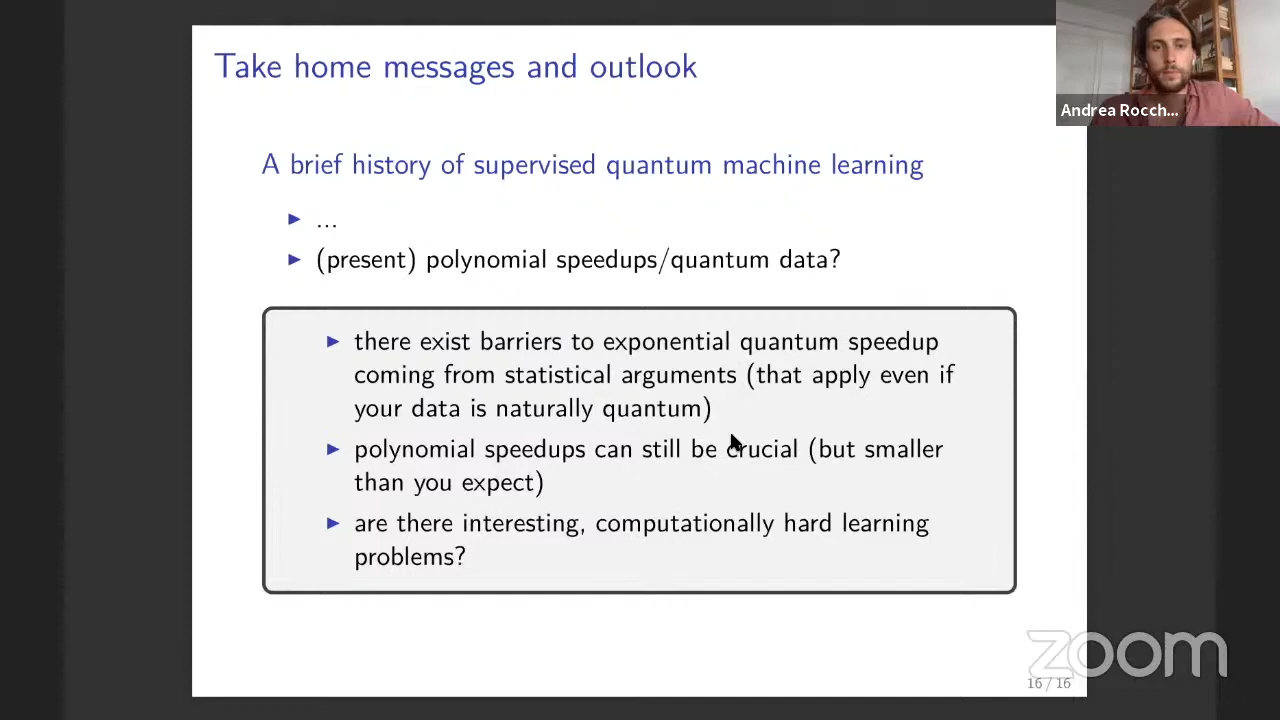 Take home messages and outlook
Andrea Rocch...
A brief history of supervised quantum machine learning
...
(present) polynomial speedups/quantum data?
there exist barriers to exponential quantum speedup
coming from statistical arguments (that apply even if
your data is naturally quantum)
polynomial speedups can still be crucial (but smaller
than you expect)
are there interesting, computationally hard learning
problems?
zoom
16 / 16